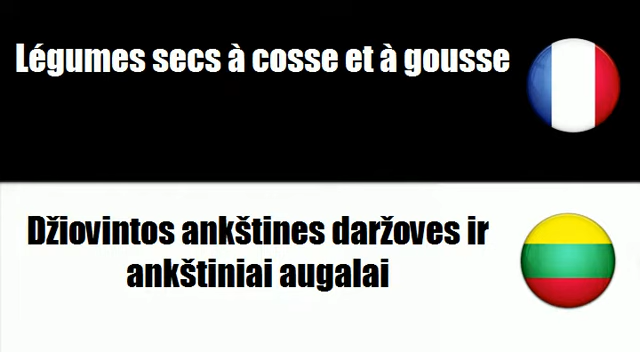 Légumes secs à cosse et à gousse
Džiovintos ankštines daržoves ir
ankštiniai augalai